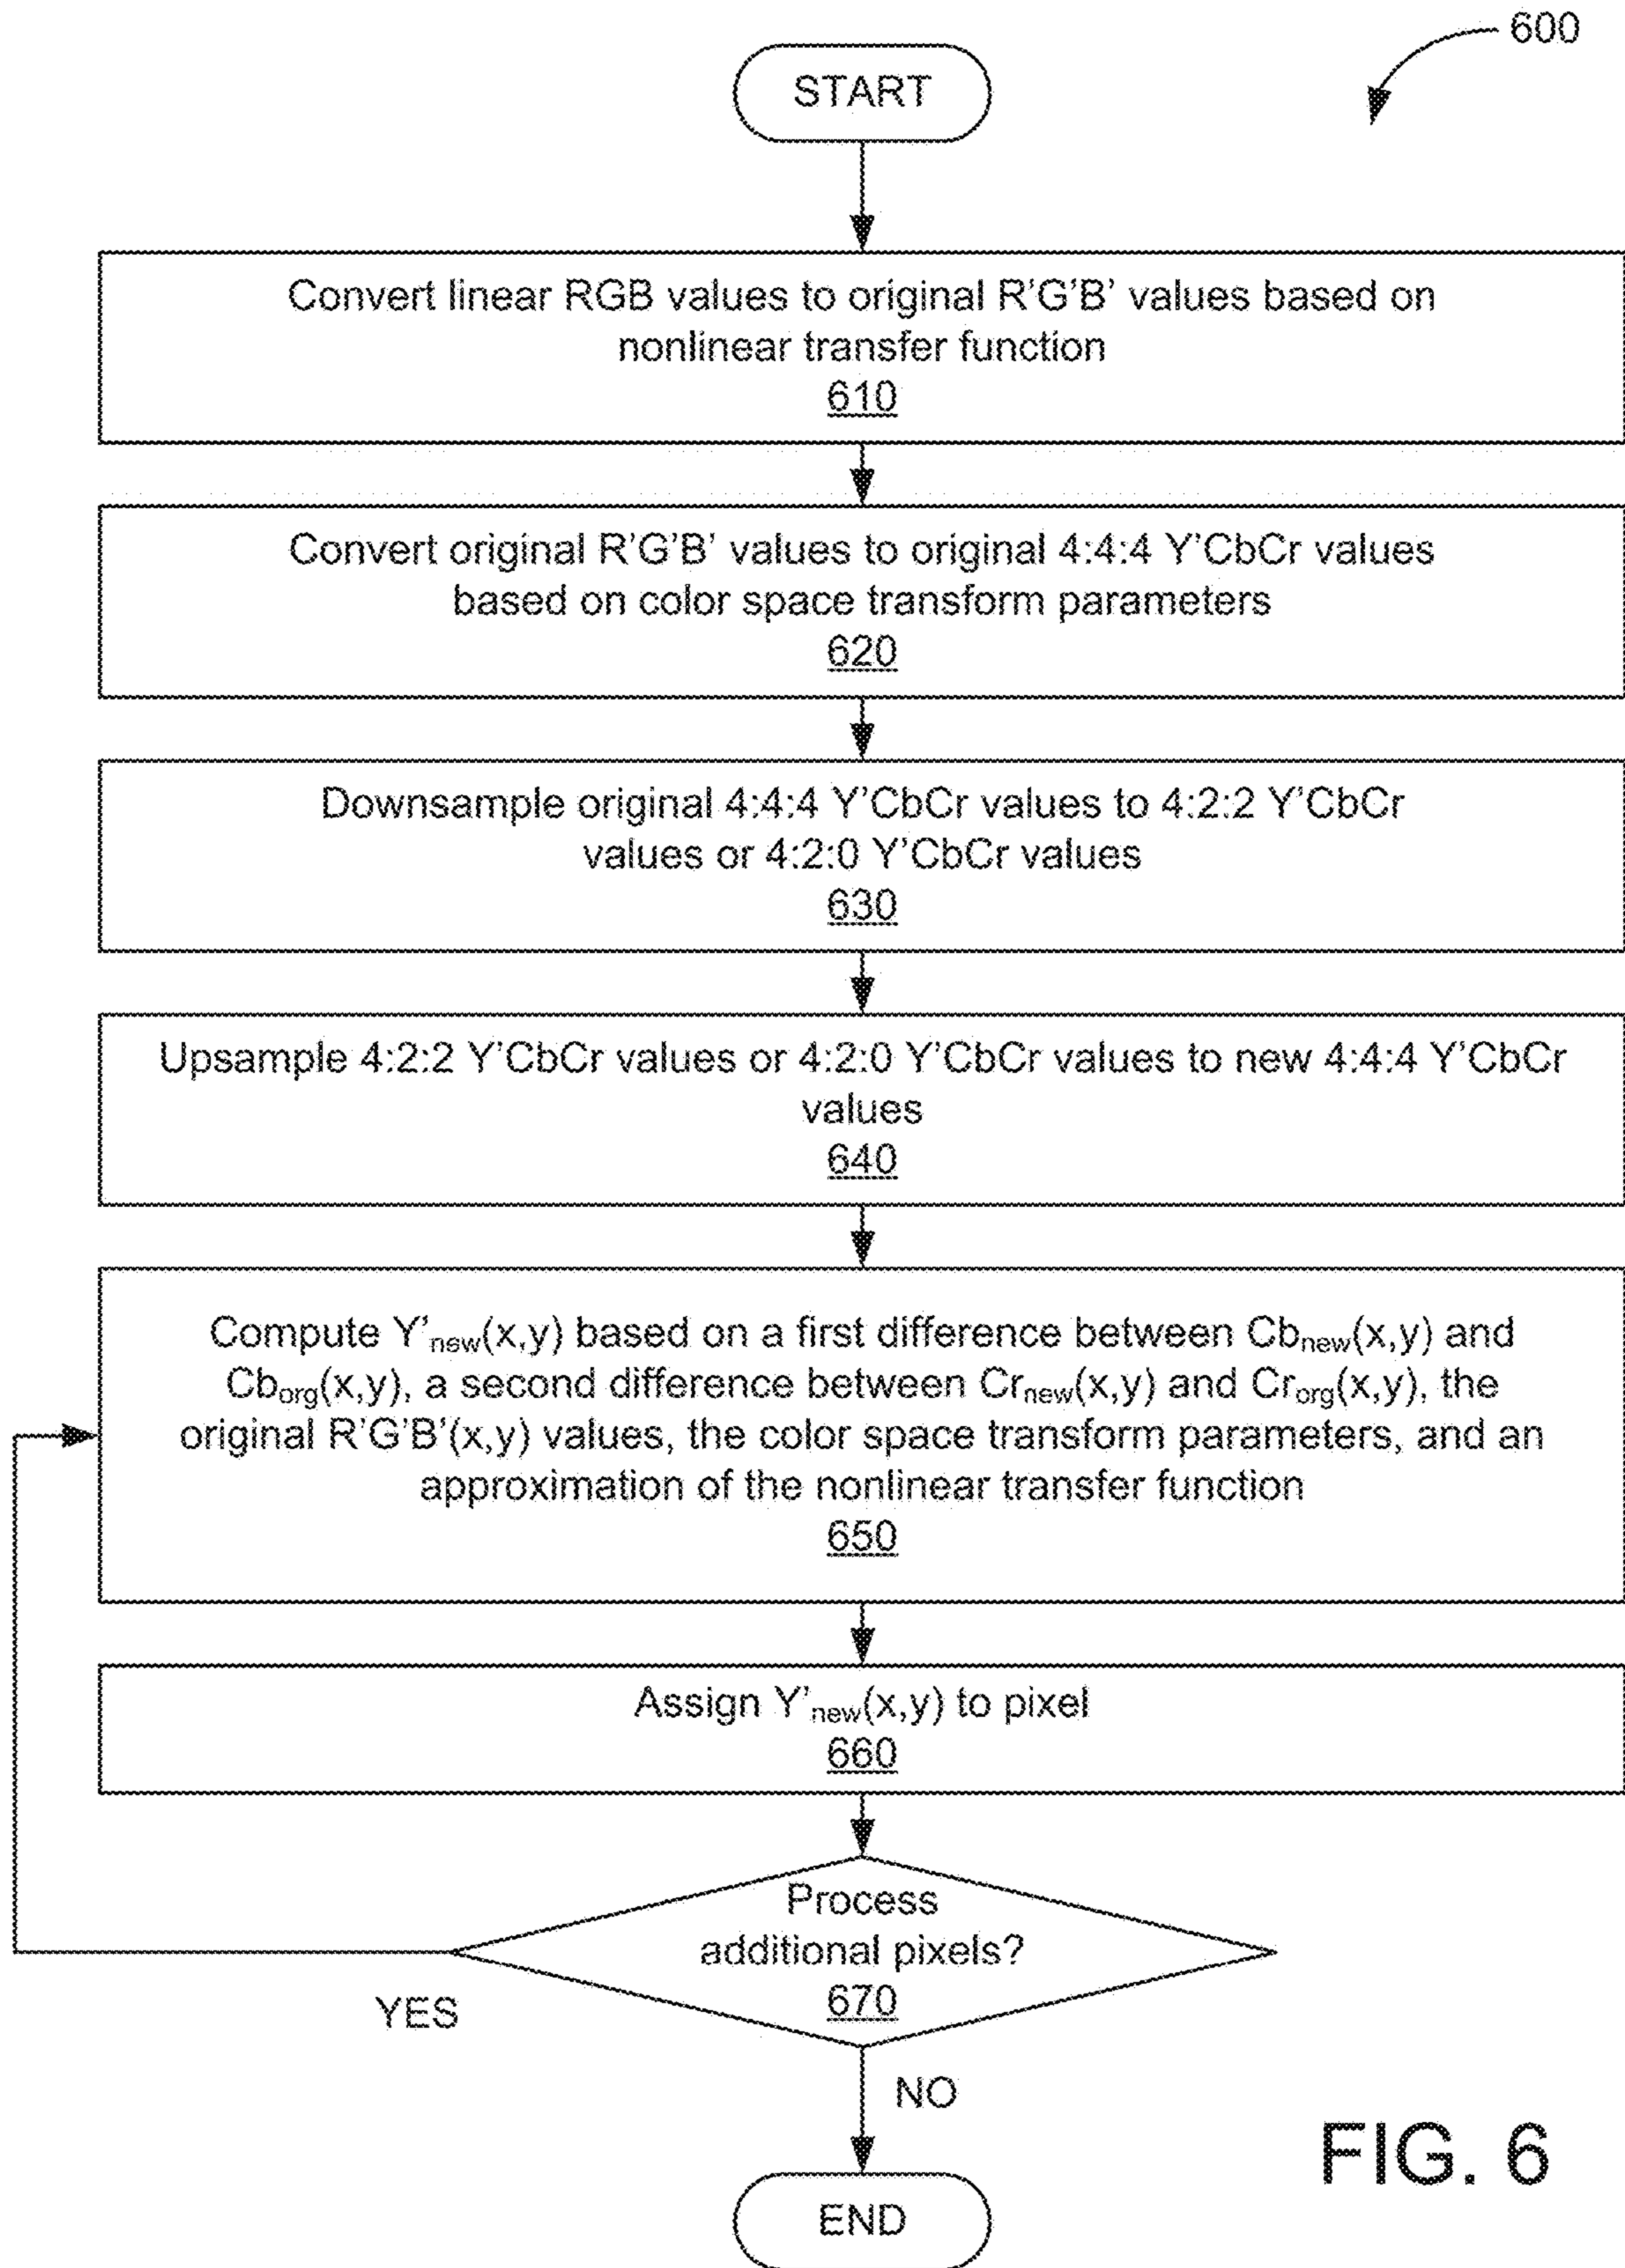 600
START
Convert linear RGB values to original R'G'B' values based on
nonlinear transfer function
610
Convert original R'G'B' values to original 4:4:4 Y'CbCr values
based on color space transform parameters
620
Downsample original 4:4:4 Y'CbCr values to 4:2:2 Y'CbCr
values or 4:2:0 Y'CbCr values
630
Upsample 4:2:2 Y'CbCr values or 4:2:0 Y'CbCr values to new 4:4:4 Y'CbCr
values
640
Compute Y'new(x,y) based on a first difference between Cbnew(x,y) and
Cborg(x,y), a second difference between Crnew(x,y) and Crorg(x,y), the
original R'G'B'(x,y) values, the color space transform parameters, and an
approximation of the nonlinear transfer function
650
Assign Y'new(x,y) to pixel
660
Process
additional pixels?
670
YES
NO
END
FIG. 6